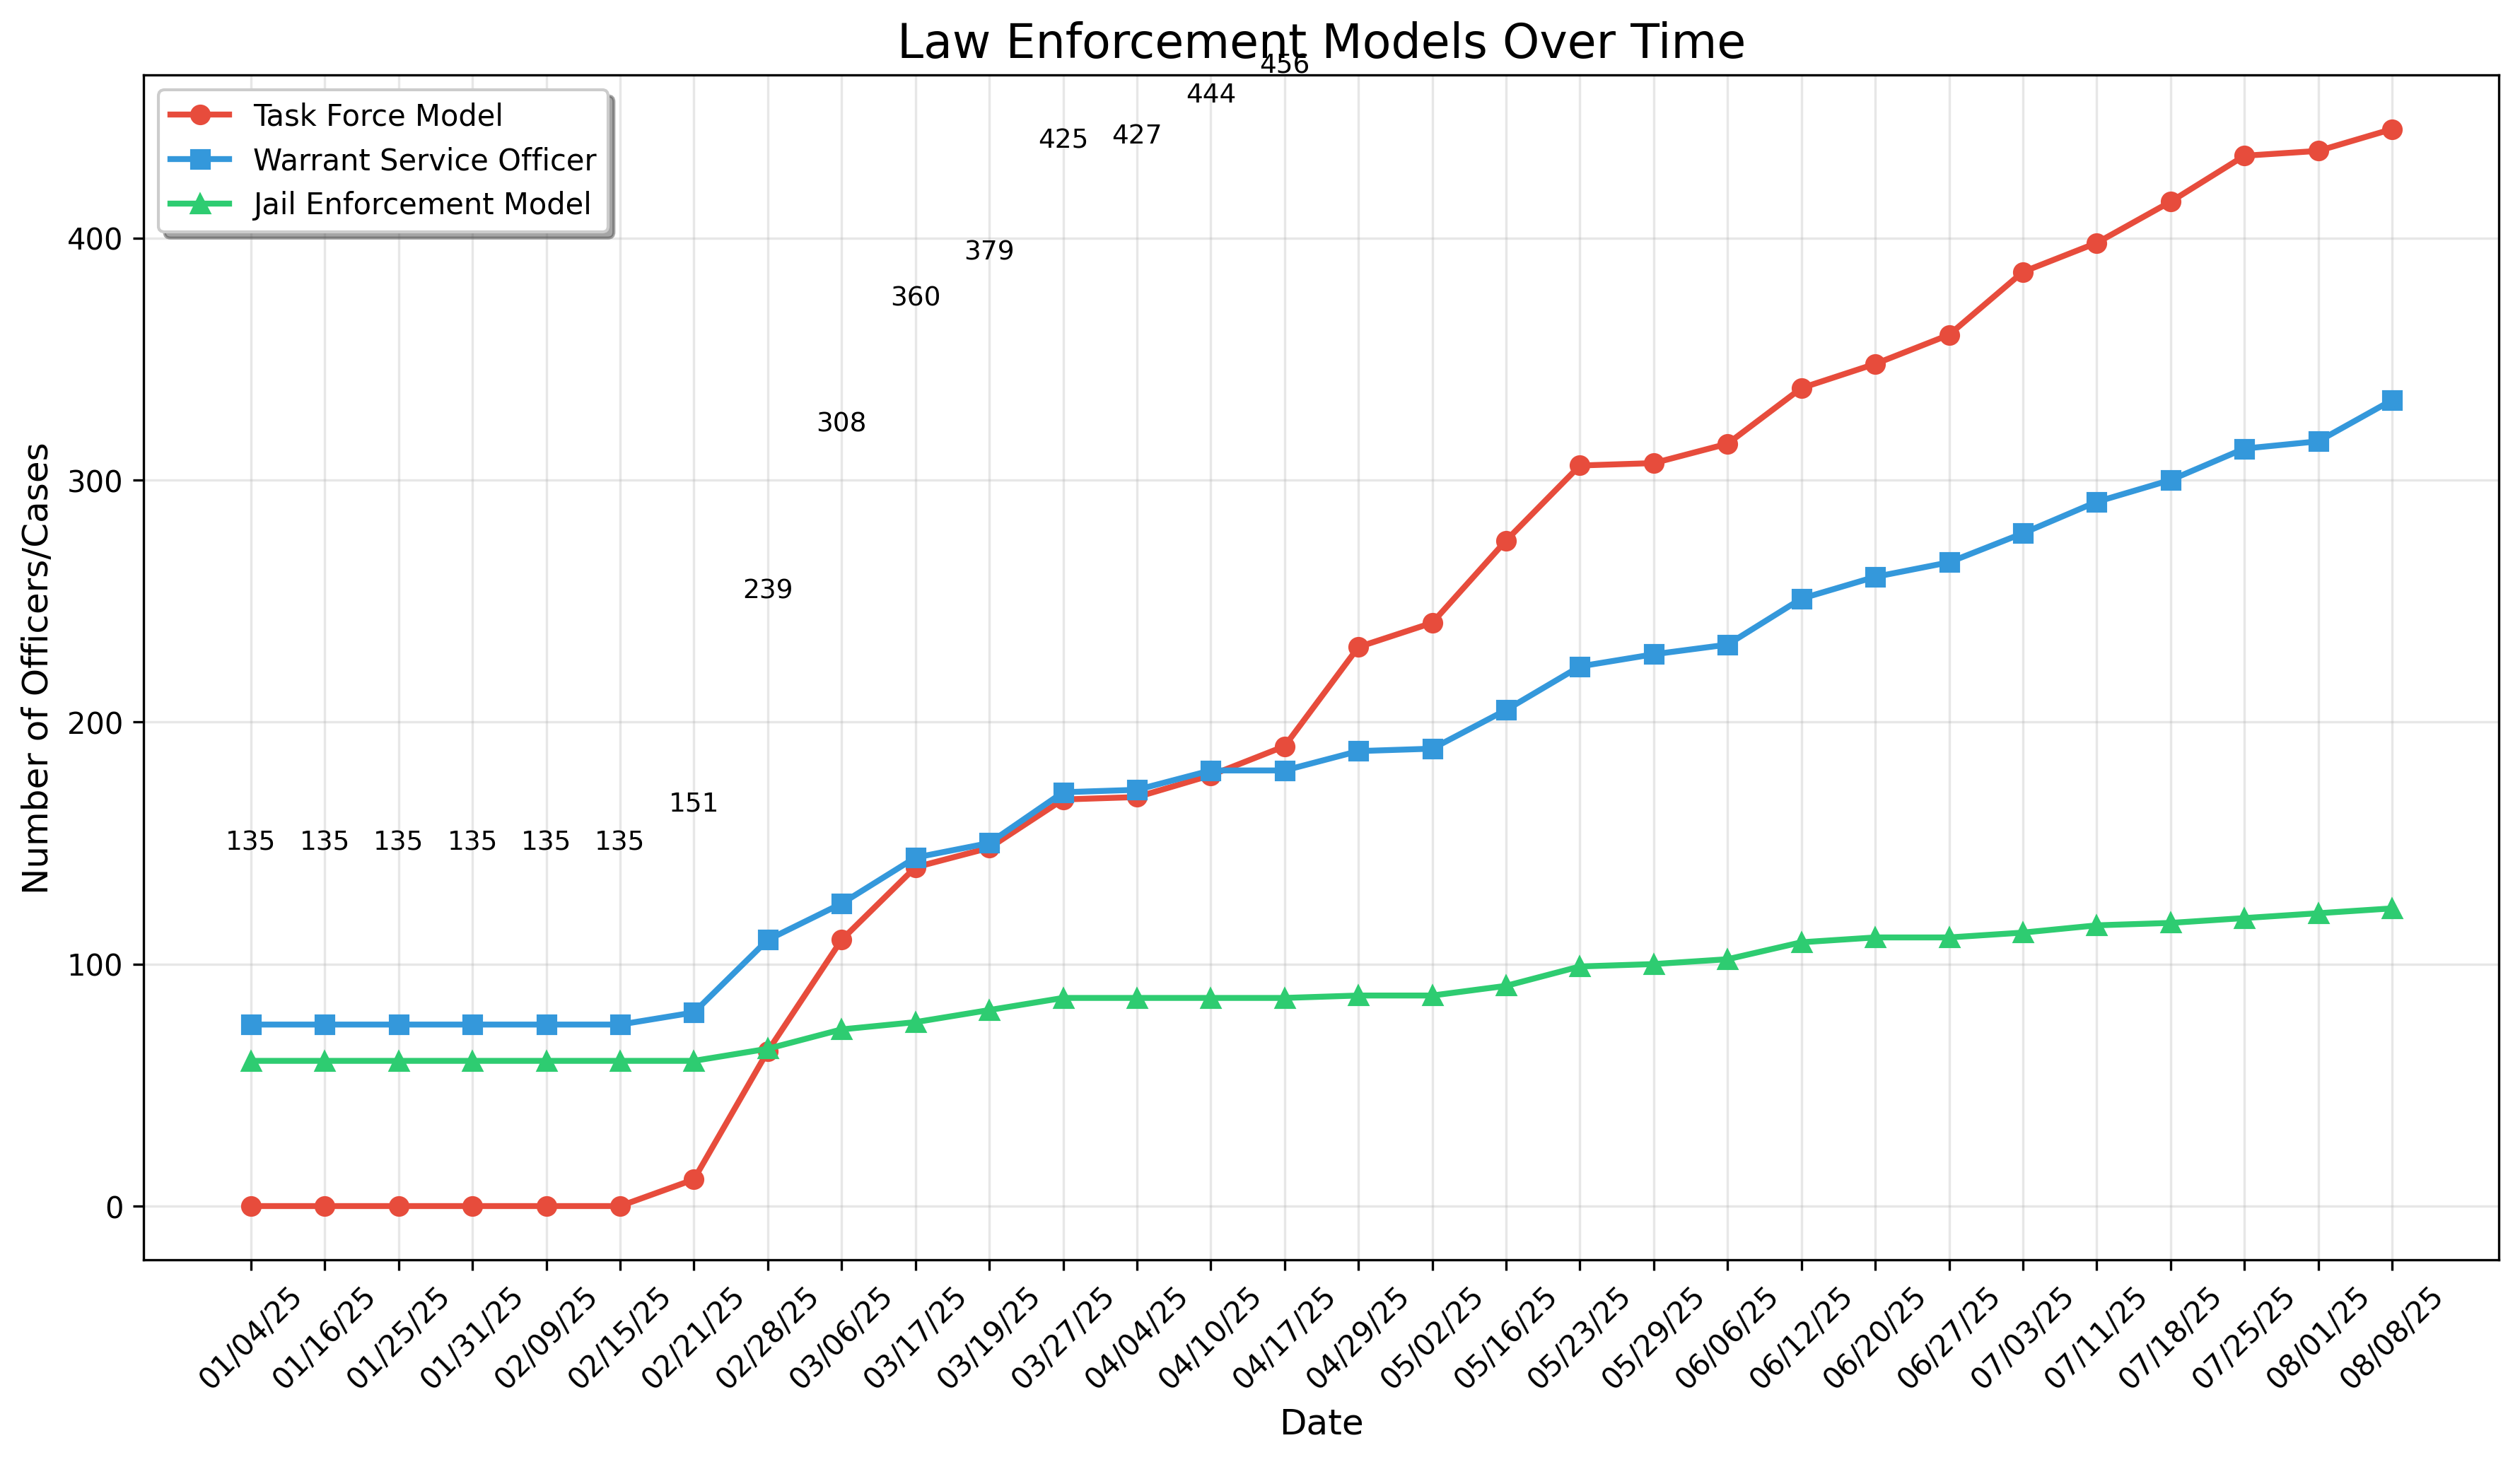 Law Enforcement Models Over Time
456
444
Task Force Model
Warrant Service Officer
Jail Enforcement Model
425 427
379
360
308
239
151
135 135 135 135 135 135
400
300
200
100
0
Number of Officers/Cases
01/04/25 01/16/25 01/25/25 01/31/25 02/09/25 02/15/25 02/21/25 02/28/25 03/06/25 03/17/25 03/19/25 03/27/25 04/04/25 04/10/25 04/17/25 04/29/25 05/02/25 05/16/25 05/23/25 05/29/25 06/06/25 06/12/25 06/20/25 06/27/25 07/03/25 07/11/25 07/18/25 07/25/25 08/01/25 08/08/25
Date